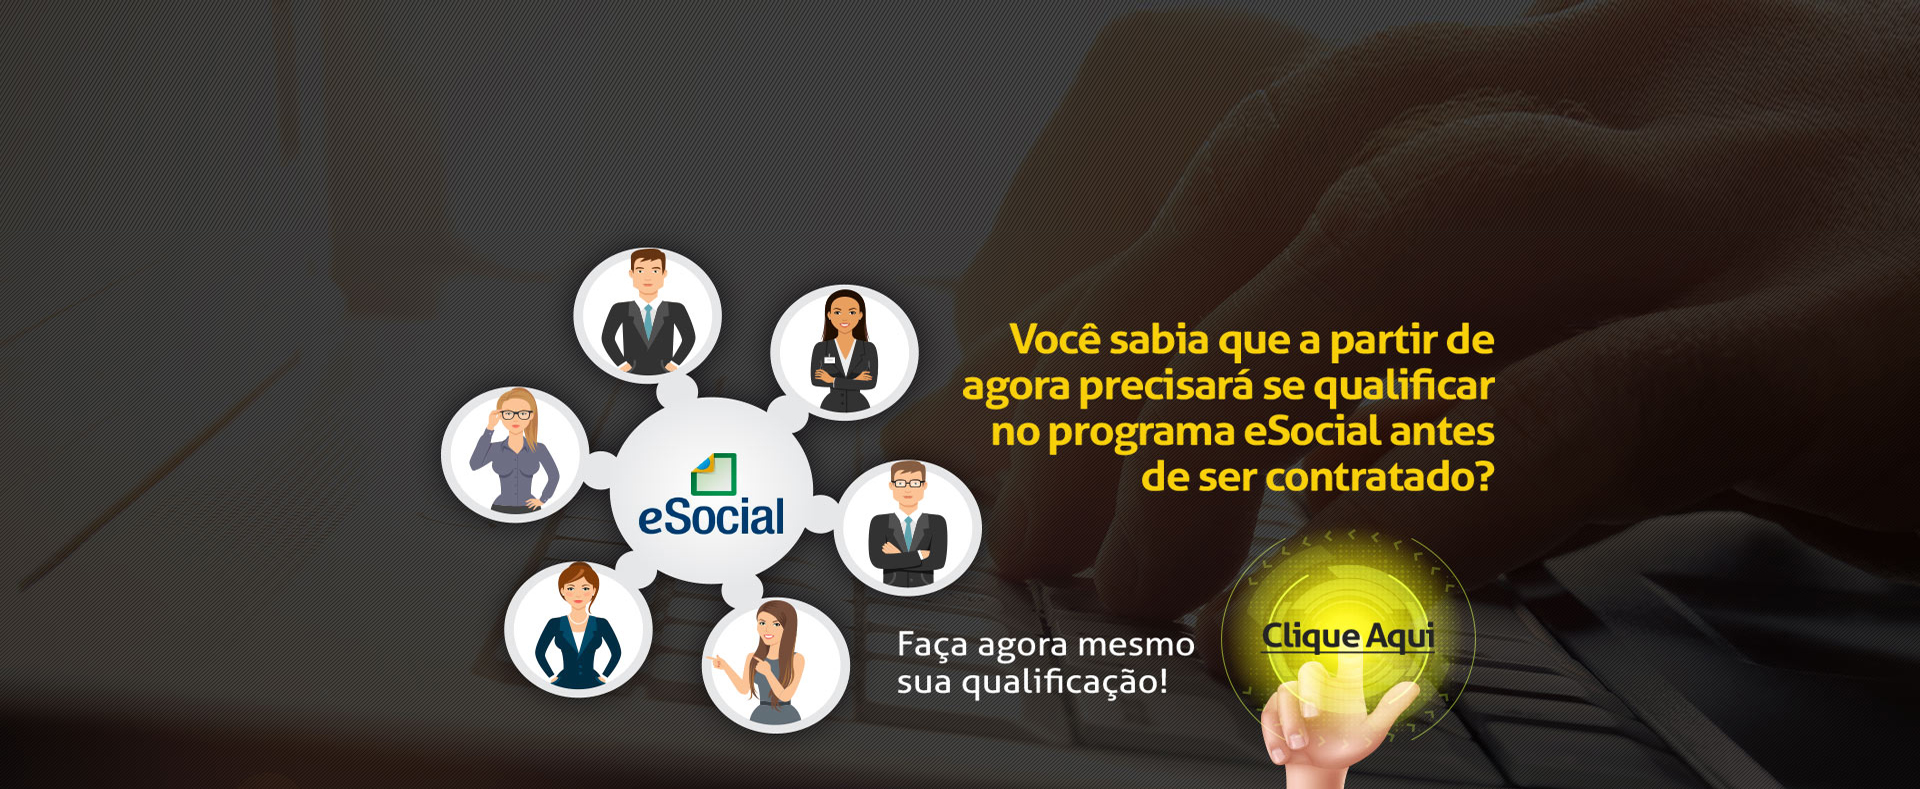 Você sabia que a partir de
agora precisará se qualificar
no programa eSocial antes
de ser contratado?
eSocial
Faça agora mesmo
sua qualificação!
Clique Aqui